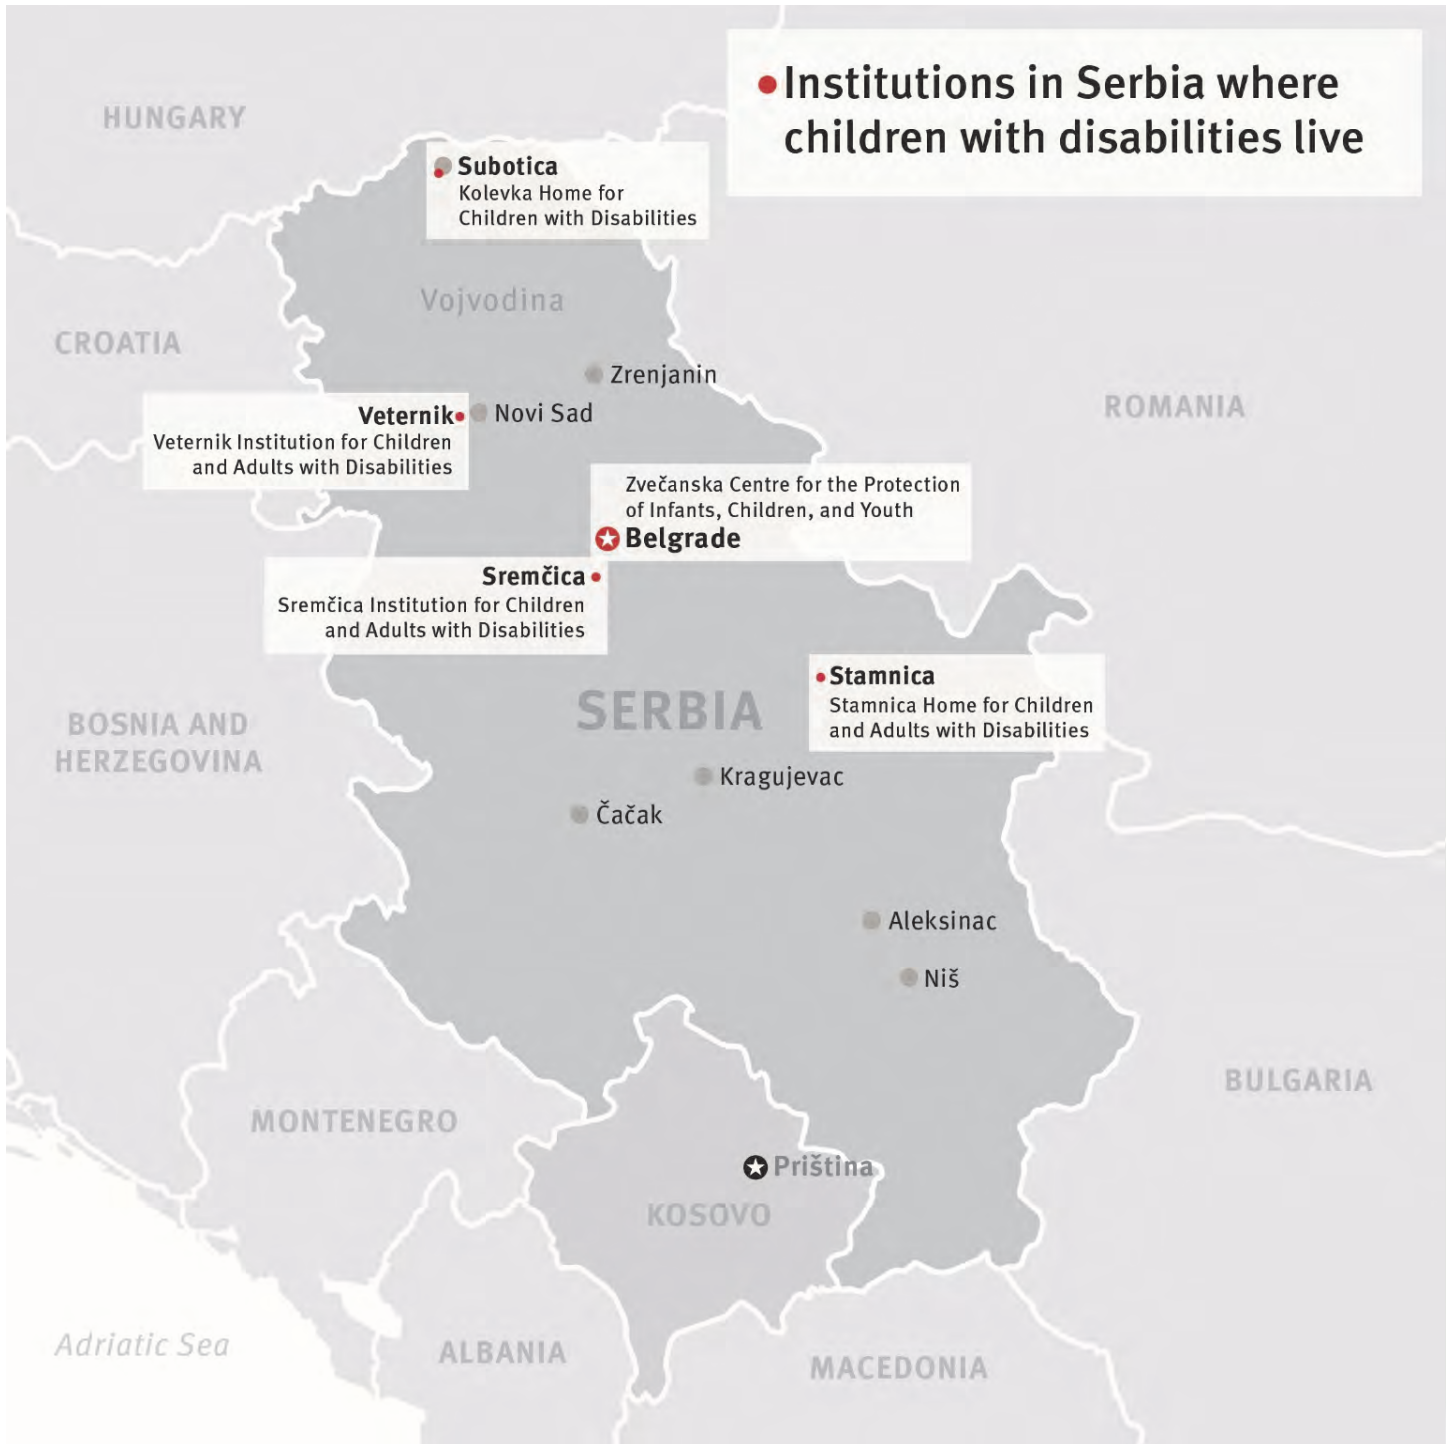 Institutions in Serbia where
children with disabilities live
HUNGARY
Subotica
Kolevka Home for
Children with Disabilities
Vojvodina
CROATIA
Zrenjanin
ROMANIA
Veternik
Veternik Institution for Children
and Adults with Disabilities
Novi Sad
Zvečanska Centre for the Protection
of Infants, Children, and Youth
Belgrade
Sremčica
Sremčica Institution for Children
and Adults with Disabilities
Stamnica
Stamnica Home for Children
and Adults with Disabilities
SERBIA
BOSNIA AND
HERZEGOVINA
Kragujevac
Čačak
Aleksinac
Niš
BULGARIA
MONTENEGRO
Priština
KOSOVO
Adriatic Sea
ALBANIA
MACEDONIA